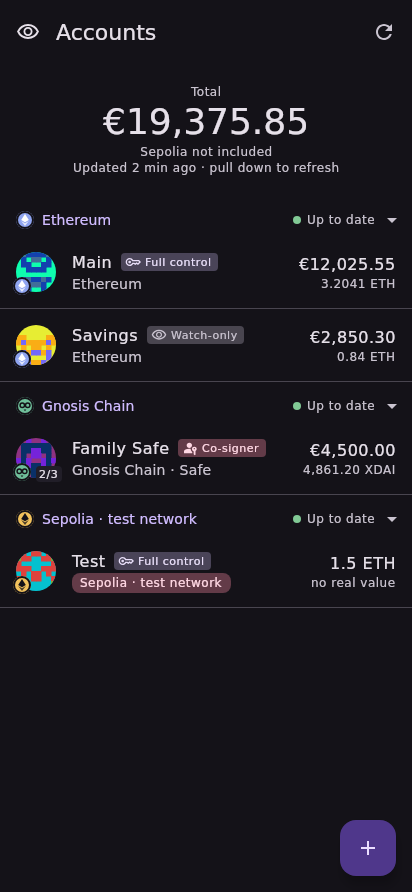 Accounts
Total
€19,375.85
Sepolia not included
Updated 2 min ago · pull down to refresh
Ethereum
Up to date
Main
Full control
€12,025.55
Ethereum
3.2041 ETH
Savings
Watch-only
€2,850.30
Ethereum
0.84 ETH
Gnosis Chain
Up to date
Family Safe
Co-signer
€4,500.00
2/3
Gnosis Chain · Safe
4,861.20 XDAI
Sepolia · test network
Up to date
Test
Full control
1.5 ETH
Sepolia · test network
no real value